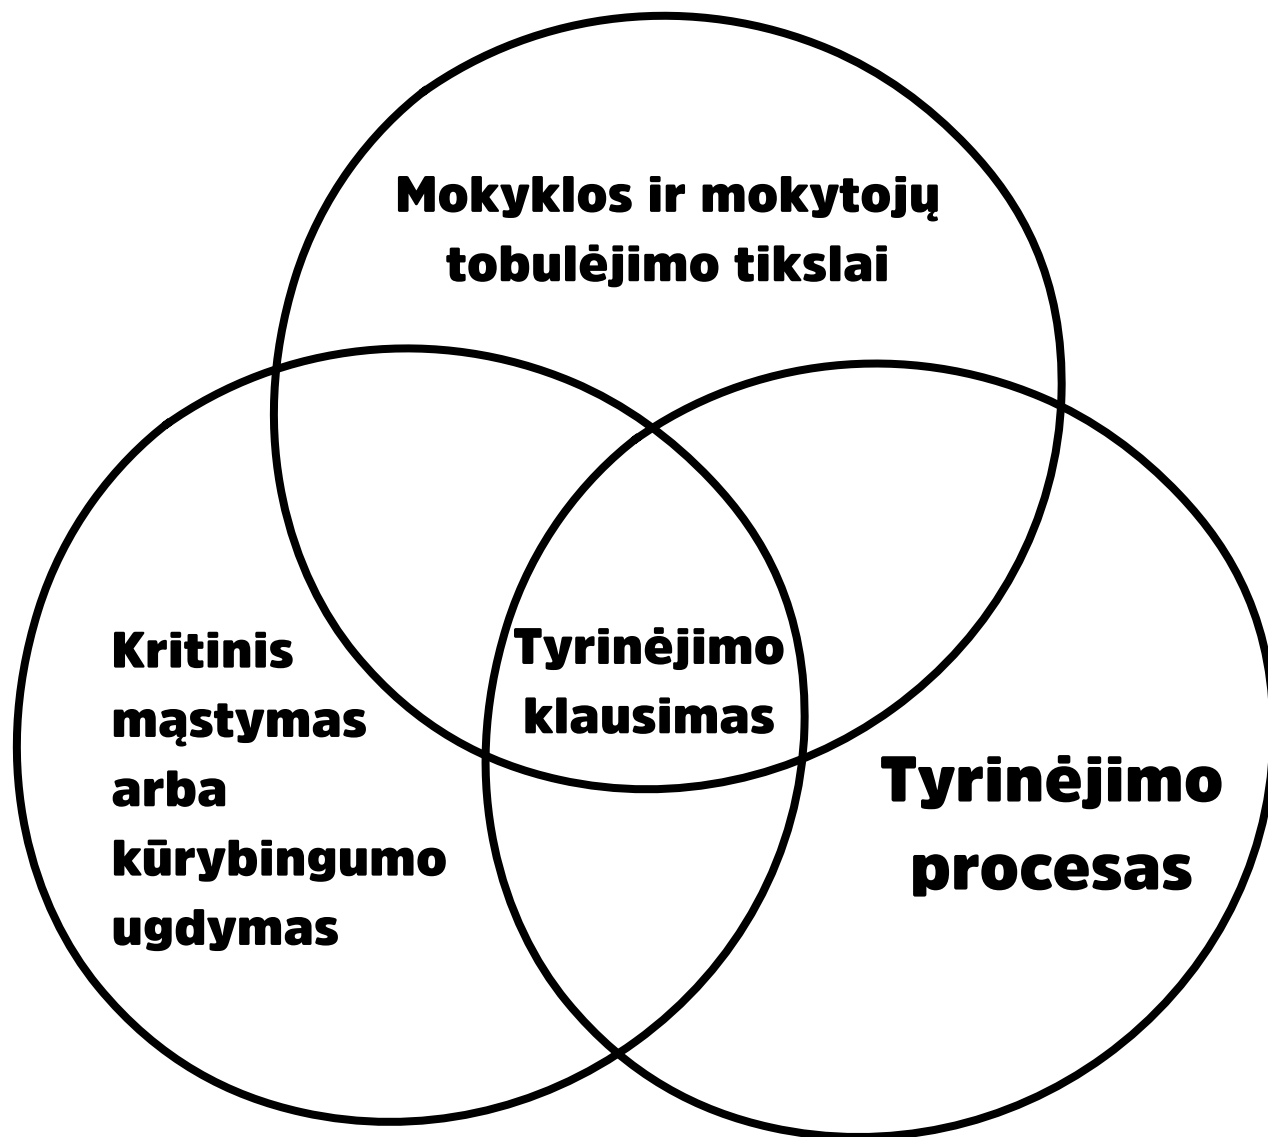 Mokyklos ir mokytojų
tobulėjimo tikslai
Kritinis
mąstymas
arba
kūrybingumo
ugdymas
Tyrinėjimo
klausimas
Tyrinėjimo
procesas